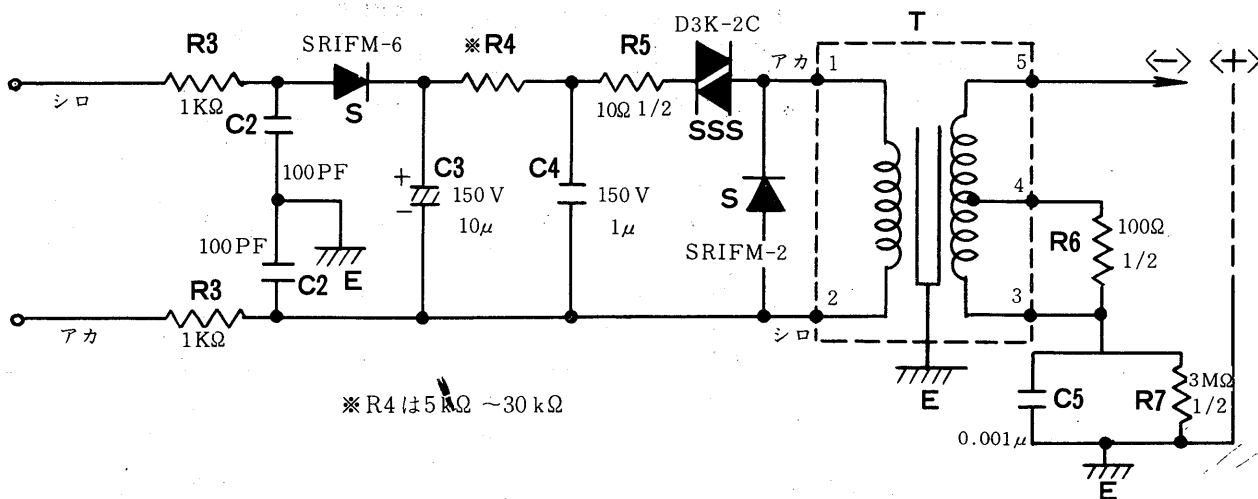 D3K-2C
T
R3
SRIFM-6
※R4
R5
アカ
1
5
<−>
<+>
シロ
1KΩ
S
10Ω 1/2
SSS
C2
100PF
+
−
C3
150V
10μ
C4
150V
1μ
S
SRIFM-2
4
R6
100Ω
1/2
100PF
C2
E
R3
アカ
1KΩ
2
シロ
3
E
※R4は5kΩ ~30kΩ
C5
0.001μ
R7
3MΩ
1/2
E